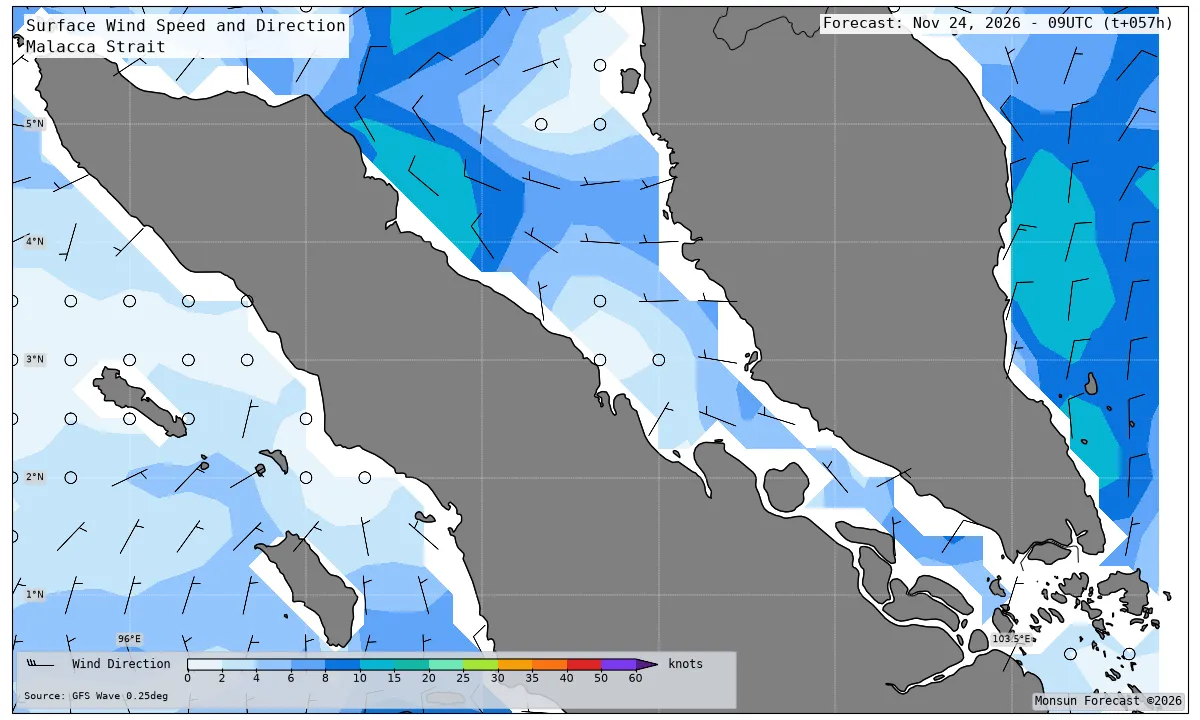 Surface Wind Speed and Direction
Malacca Strait
Forecast: Nov 24, 2026 - 09UTC (t+057h)
5°N
4°N
3°N
2°N
1°N
96°E
103.5°E
Wind Direction
knots
0 2 4 6 8 10 12 15 20 25 30 35 40 50 60
Source: GFS Wave 0.25deg
Monsun Forecast ©2026